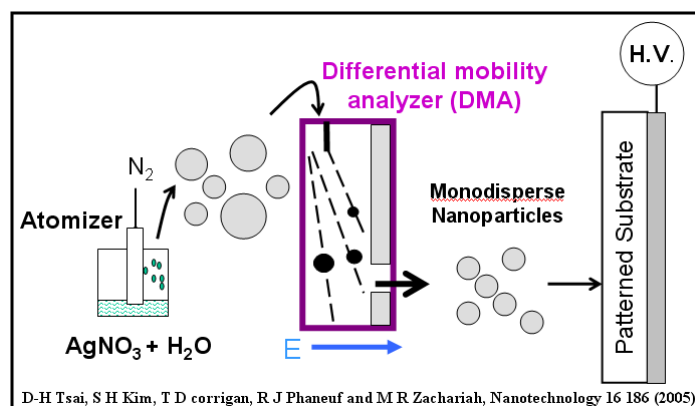 H.V.
Differential mobility
analyzer (DMA)
N₂
Atomizer
Monodisperse
Nanoparticles
Patterned Substrate
E
AgNO₃ + H₂O
D-H Tsai, S H Kim, T D corrigan, R J Phaneuf and M R Zachariah, Nanotechnology 16 186 (2005)